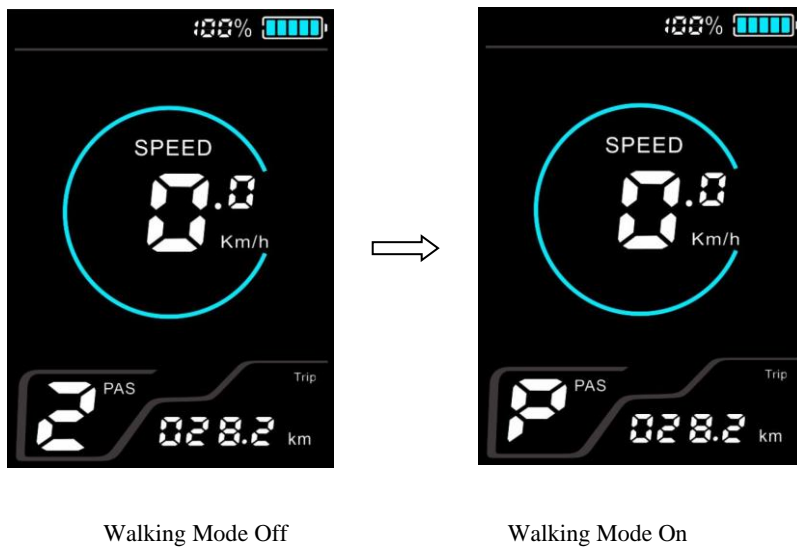 100%
SPEED
0.0
Km/h
2 PAS
Trip
028.2 km
Walking Mode Off
100%
SPEED
0.0
Km/h
P PAS
Trip
028.2 km
Walking Mode On